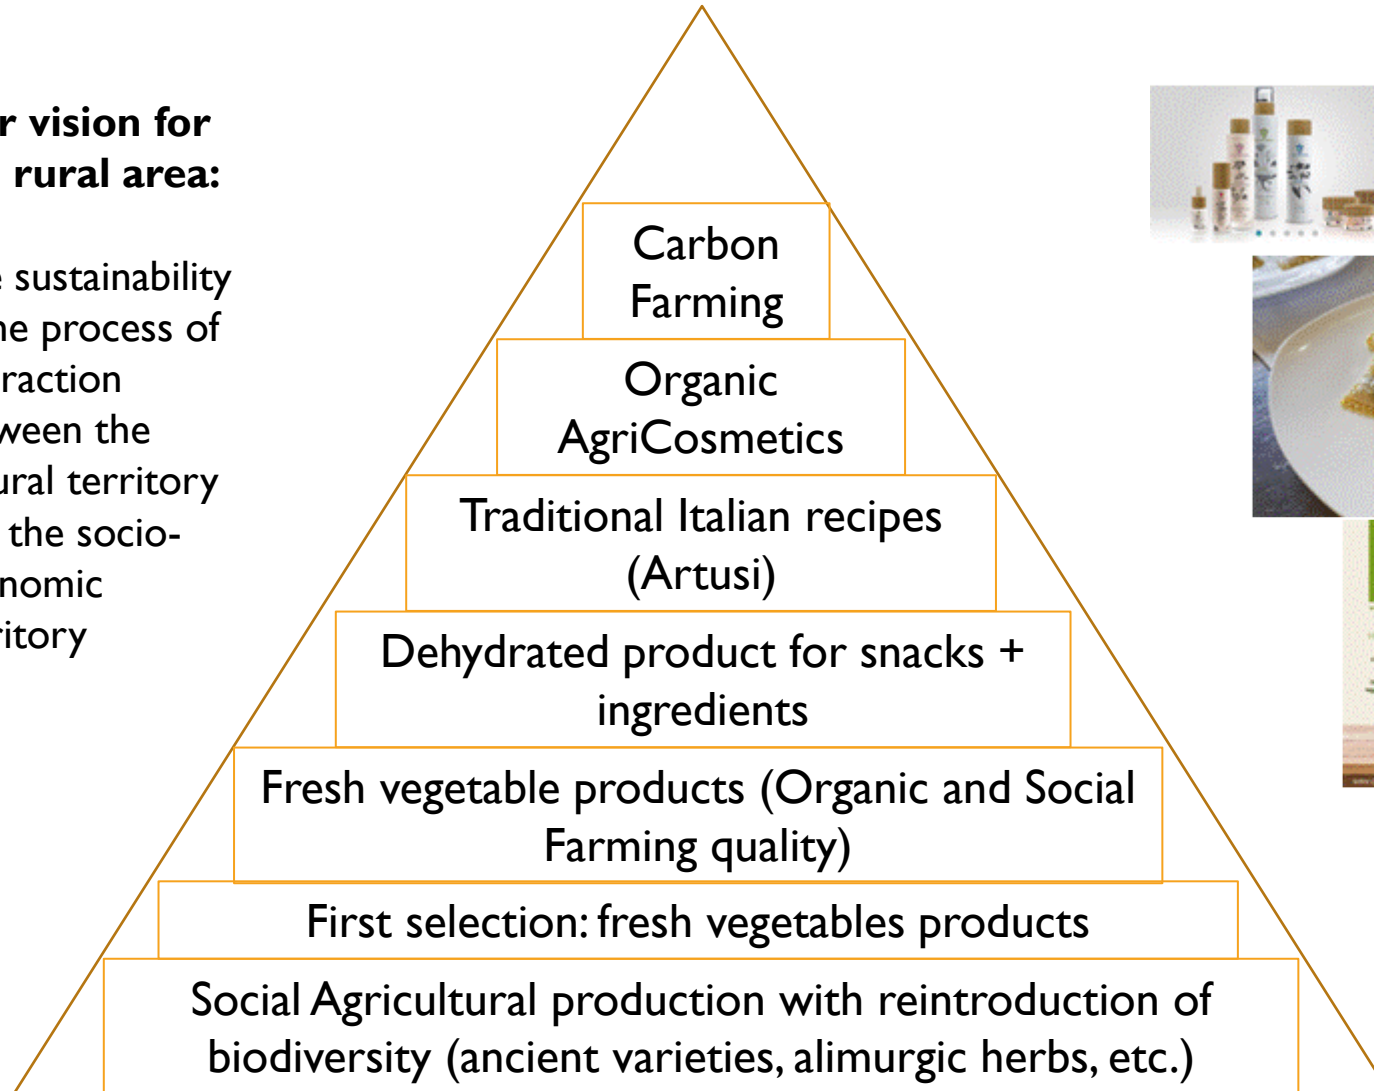 r vision for
rural area:
e sustainability
ne process of
raction
ween the
ural territory
the socio-
nomic
ritory
Carbon
Farming
Organic
AgriCosmetics
Traditional Italian recipes
(Artusi)
Dehydrated product for snacks +
ingredients
Fresh vegetable products (Organic and Social
Farming quality)
First selection: fresh vegetables products
Social Agricultural production with reintroduction of
biodiversity (ancient varieties, alimurgic herbs, etc.)